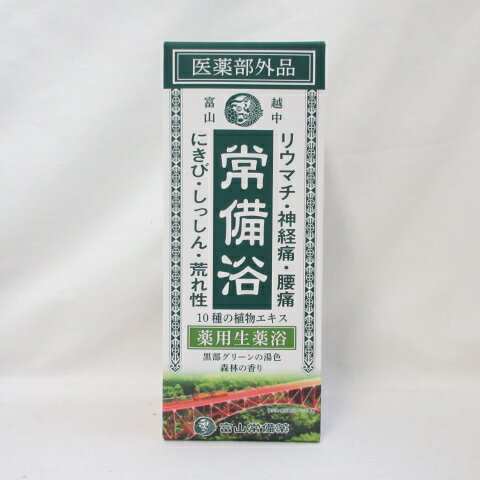 医薬部外品
越中
富山
常備浴
リウマチ・神経痛・腰痛
にきび・しっしん・荒れ性
10種の植物エキス
薬用生薬浴
黒部グリーンの湯色
森林の香り
富山常備薬